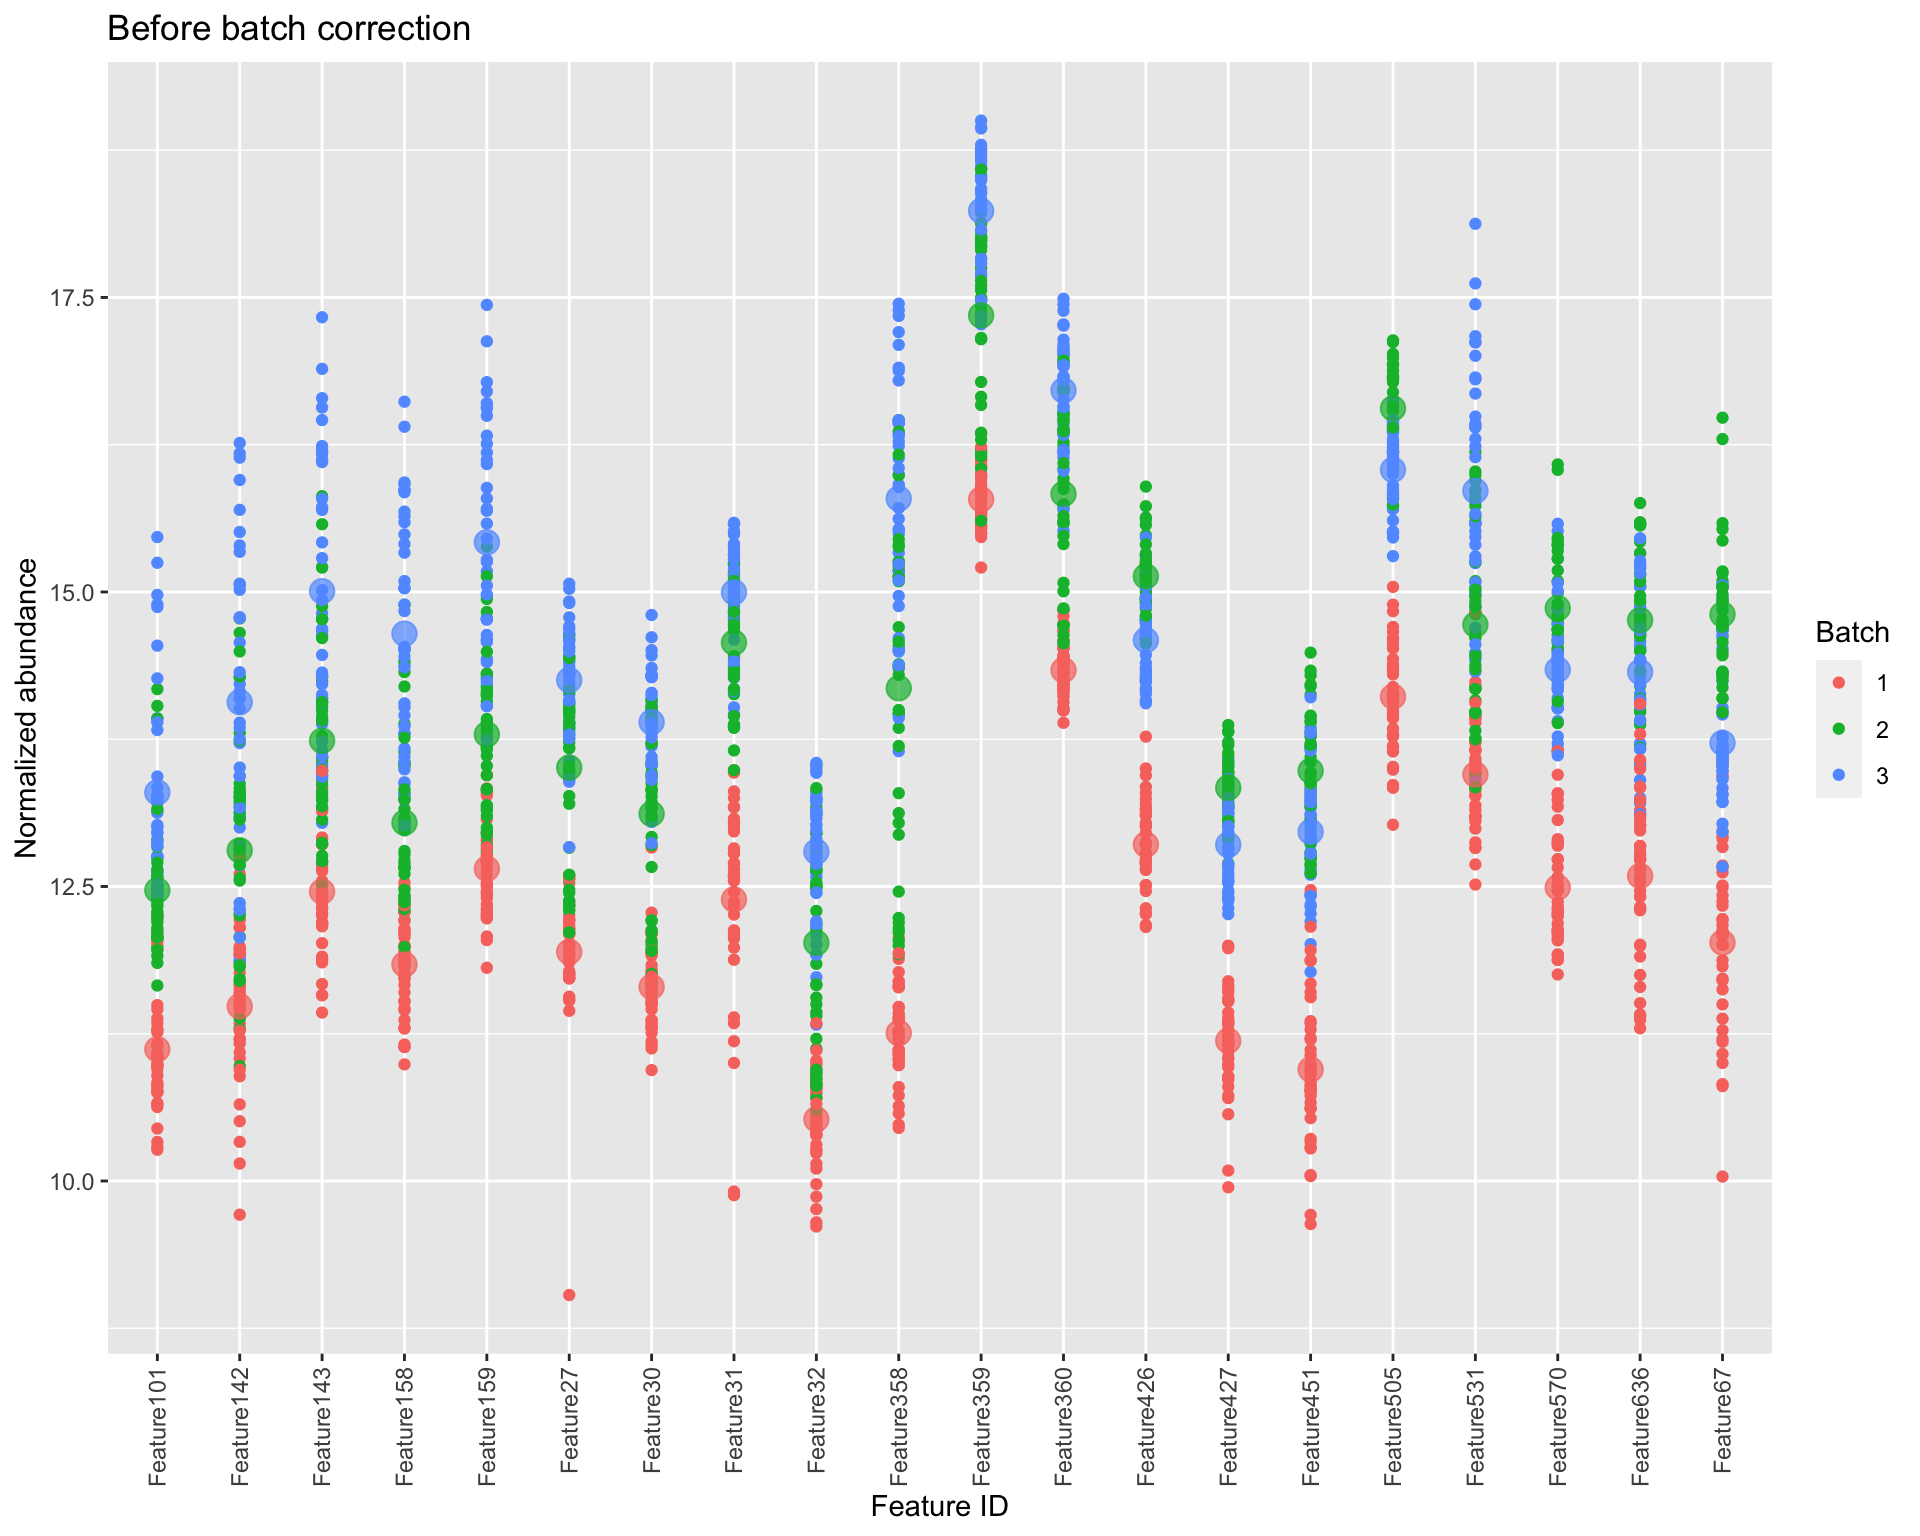 Before batch correction
Normalized abundance
17.5
15.0
12.5
10.0
Feature101
Feature142
Feature143
Feature158
Feature159
Feature27
Feature30
Feature31
Feature32
Feature358
Feature359
Feature360
Feature426
Feature427
Feature451
Feature505
Feature531
Feature570
Feature636
Feature667
Feature ID
Batch
1
2
3